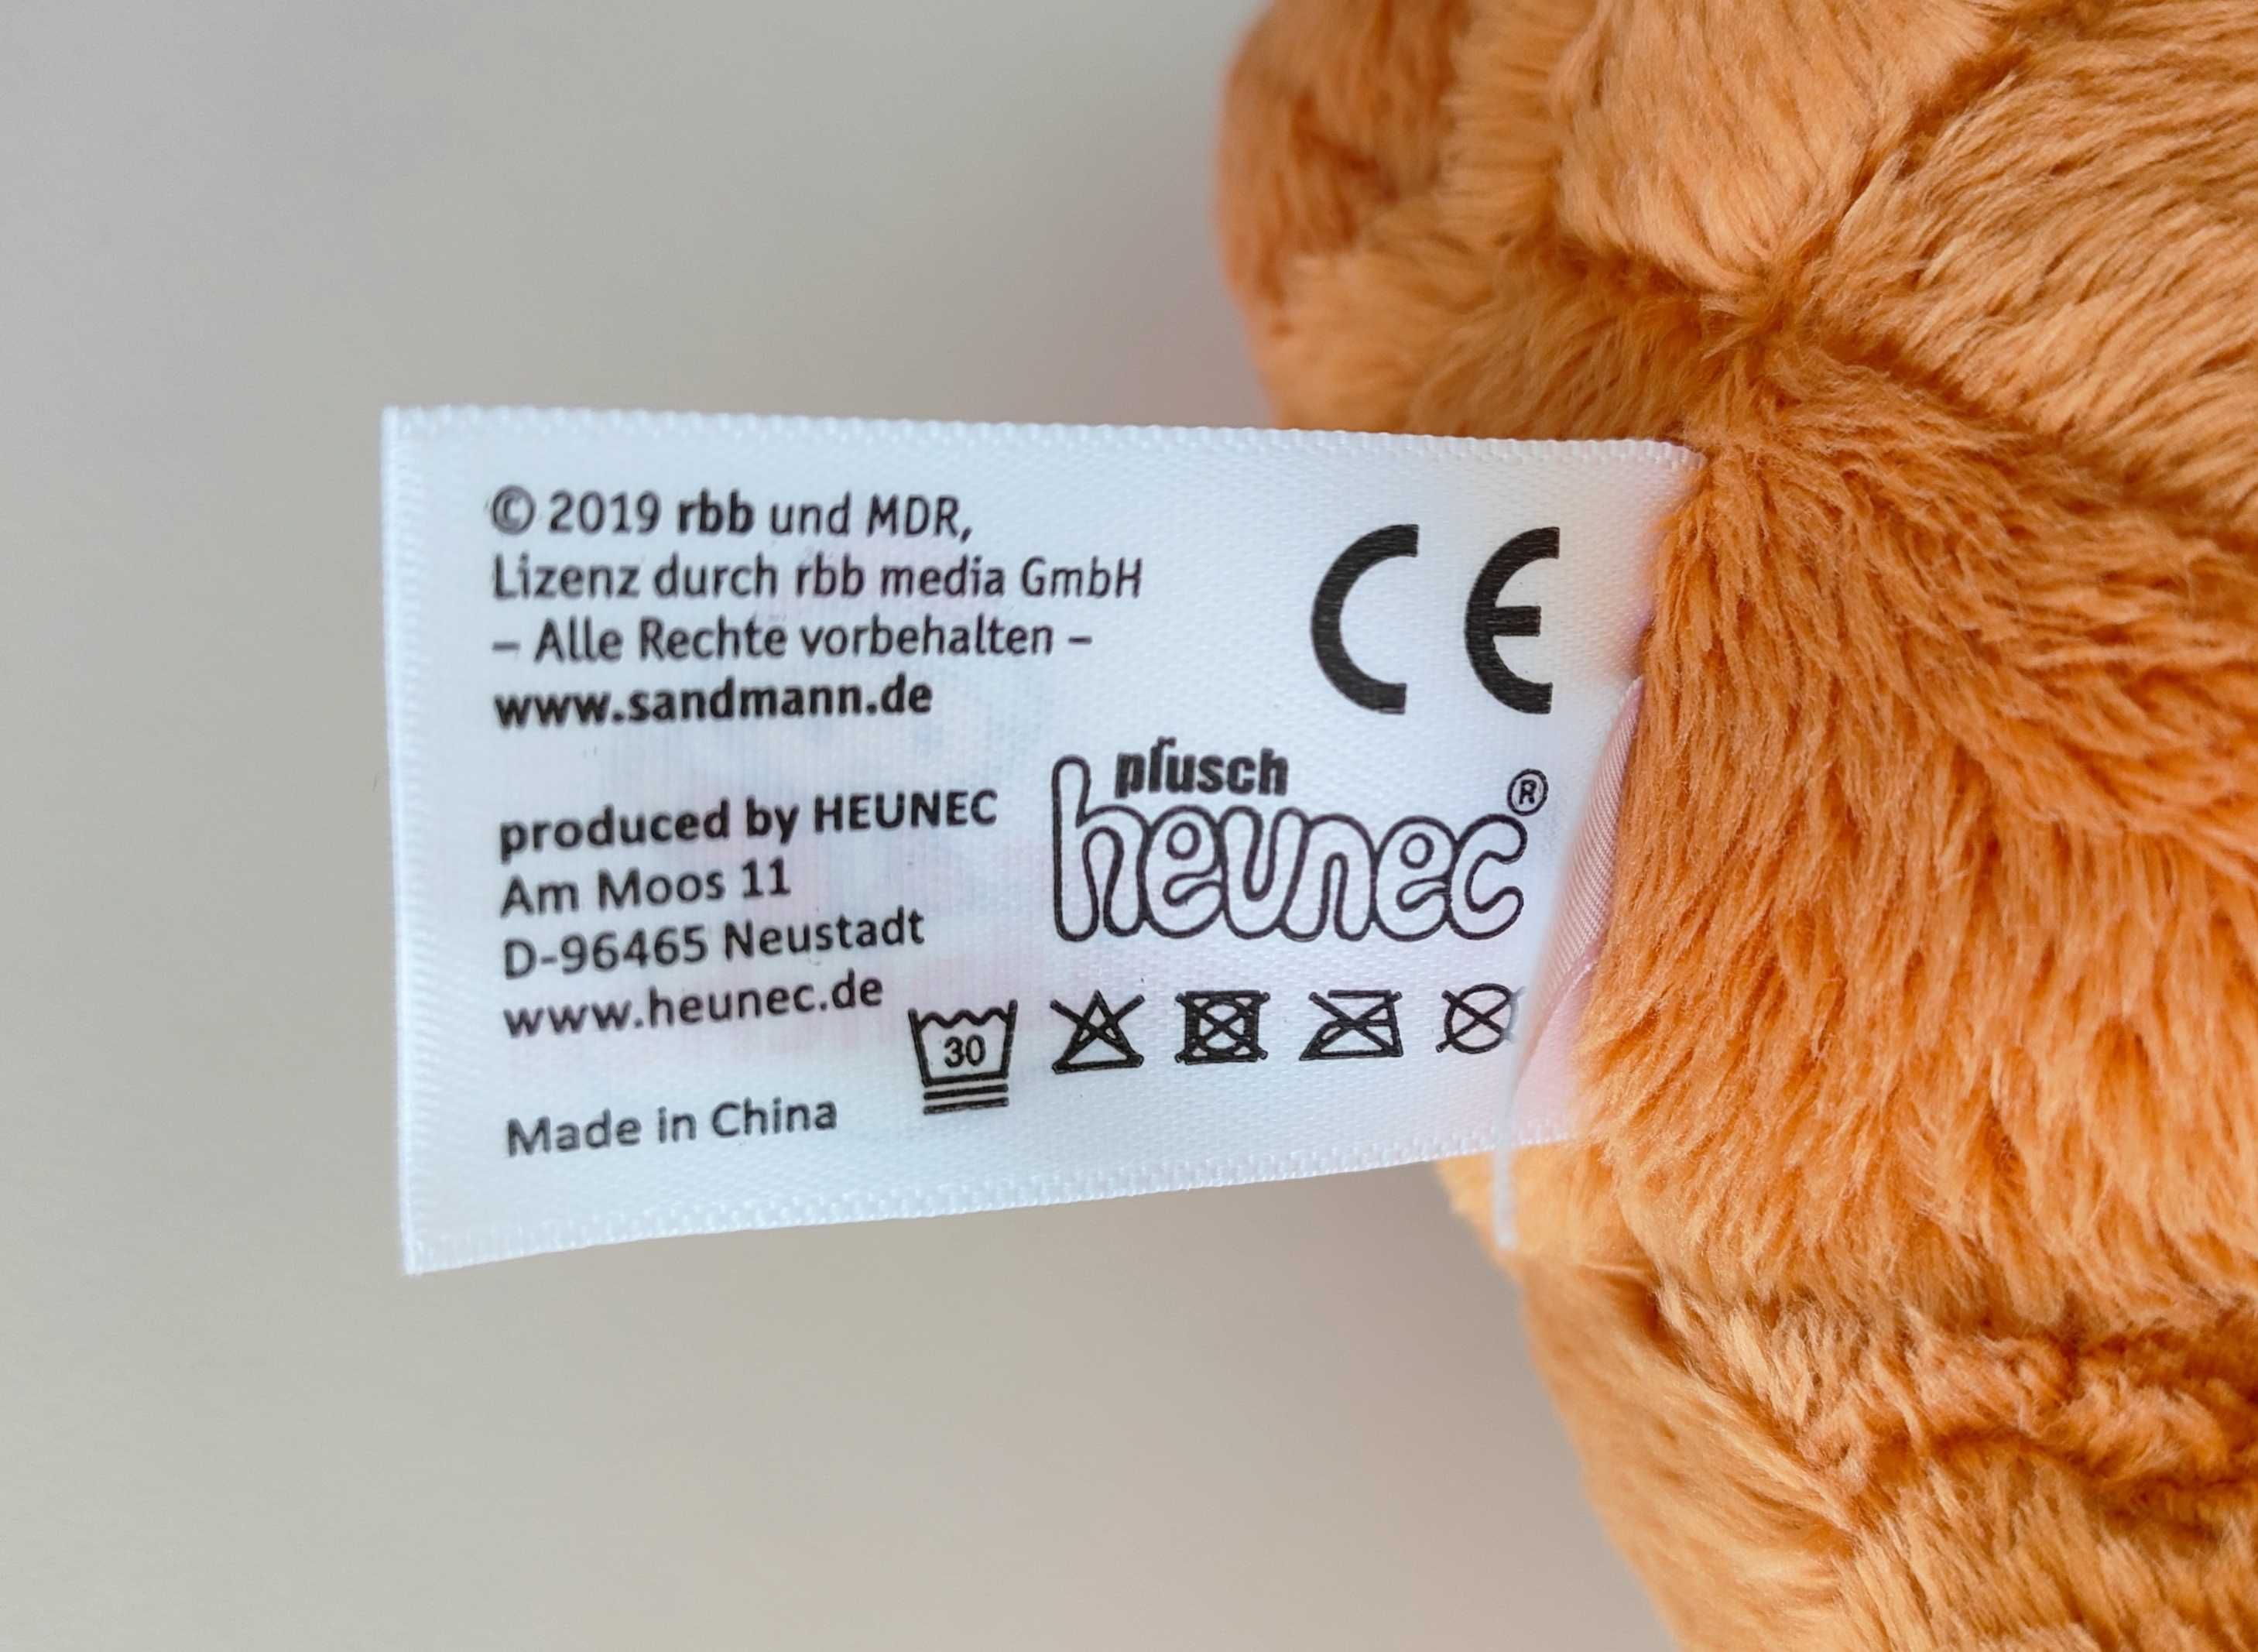 © 2019 rbb und MDR,
Lizenz durch rbb media GmbH
– Alle Rechte vorbehalten –
www.sandmann.de
CE
plusch
heunec®
produced by HEUNEC
Am Moos 11
D-96465 Neustadt
www.heunec.de
30
Made in China